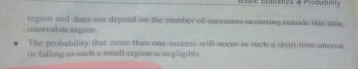 Basic Statistics & Probability
region and does not depend on the number of successes occurring outside this time
interval or region.
• The probability that more than one success will occur in such a short time interval
or falling in such a small region is negligible.